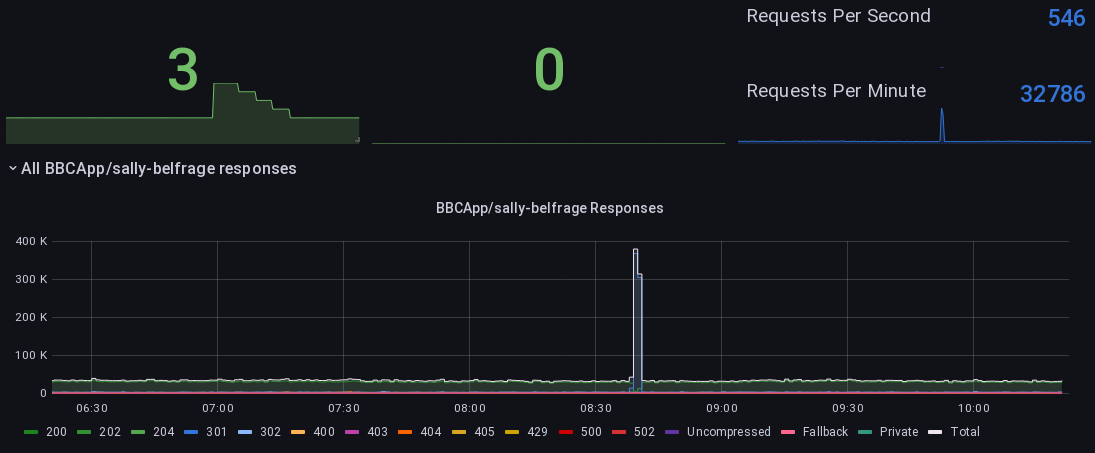 3
0
Requests Per Second
546
Requests Per Minute
32786
All BBCApp/sally-belfrage responses
BBCApp/sally-belfrage Responses
400 K
300 K
200 K
100 K
0
06:30 07:00 07:30 08:00 08:30 09:00 09:30 10:00
200 202 204 301 302 400 403 404 405 429 500 502 Uncompressed Fallback Private Total